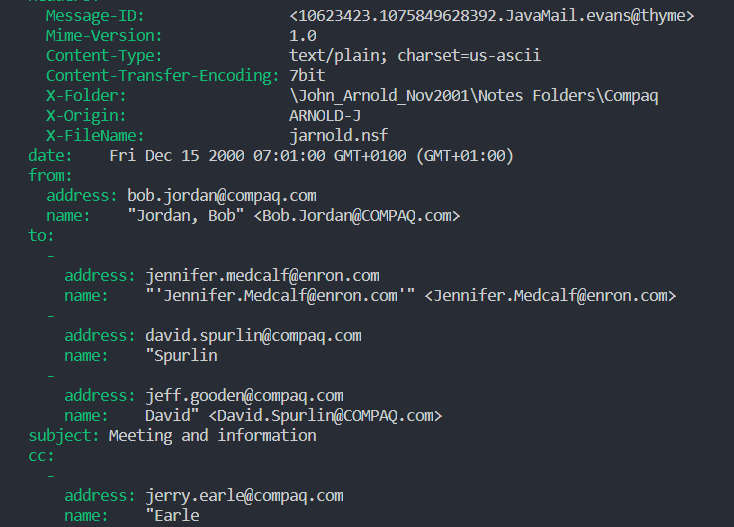 Message-ID: <10623423.1075849628392.JavaMail.evans@thyme>
Mime-Version: 1.0
Content-Type: text/plain; charset=us-ascii
Content-Transfer-Encoding: 7bit
X-Folder: \John_Arnold_Nov2001\Notes Folders\Compaq
X-Origin: ARNOLD-J
X-FileName: jarnold.nsf
date: Fri Dec 15 2000 07:01:00 GMT+0100 (GMT+01:00)
from:
address: bob.jordan@compaq.com
name: "Jordan, Bob" <Bob.Jordan@COMPAQ.com>
to:
-
address: jennifer.medcalf@enron.com
name: "'Jennifer.Medcalf@enron.com'" <Jennifer.Medcalf@enron.com>
-
address: david.spurlin@compaq.com
name: "Spurlin
-
address: jeff.gooden@compaq.com
name: David" <David.Spurlin@COMPAQ.com>
subject: Meeting and information
cc:
-
address: jerry.earle@compaq.com
name: "Earle